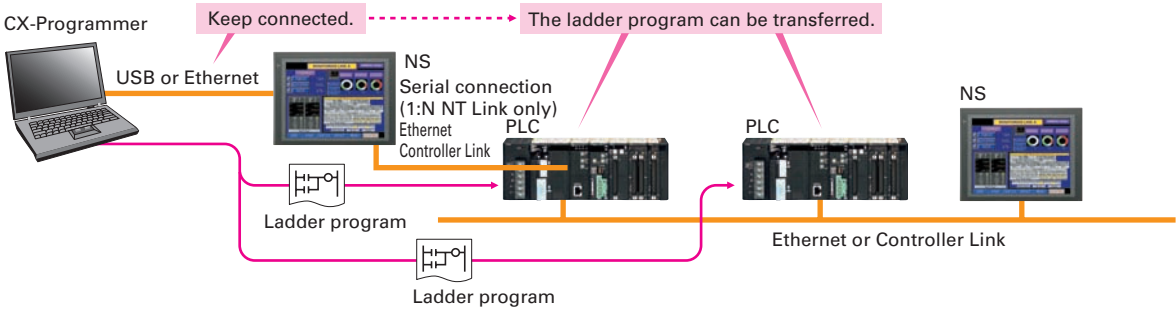 CX-Programmer
Keep connected.
The ladder program can be transferred.
USB or Ethernet
NS
Serial connection
(1:N NT Link only)
Ethernet
Controller Link
PLC
PLC
NS
Ladder program
Ethernet or Controller Link
Ladder program